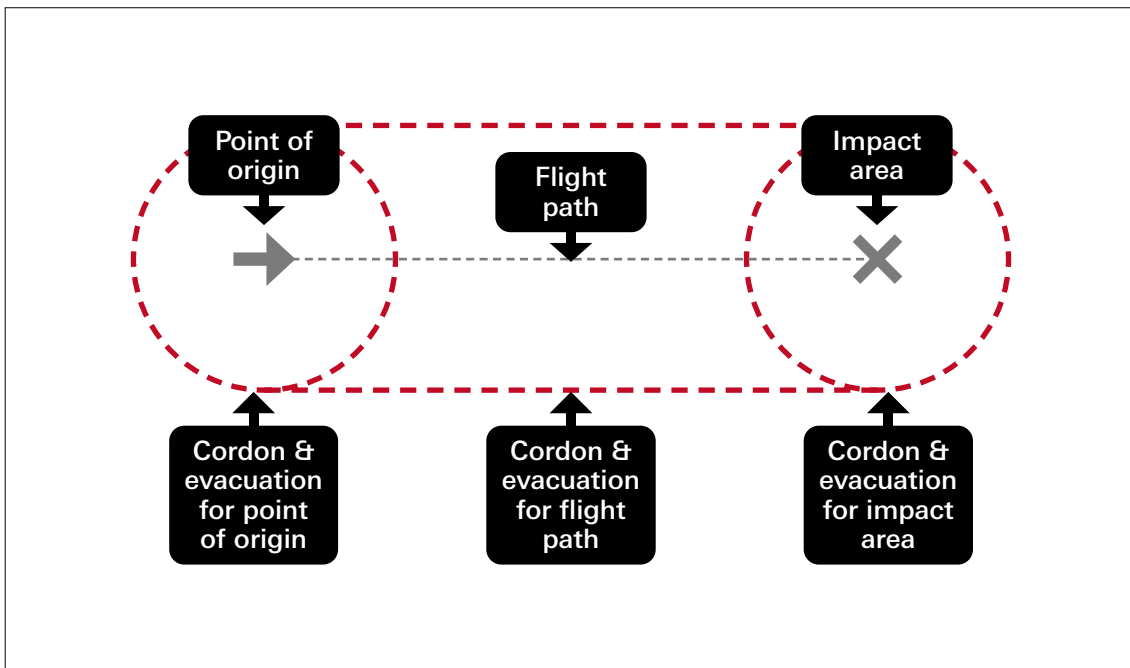 Point of
origin
Flight
path
Impact
area
Cordon &
evacuation
for point
of origin
Cordon &
evacuation
for flight
path
Cordon &
evacuation
for impact
area